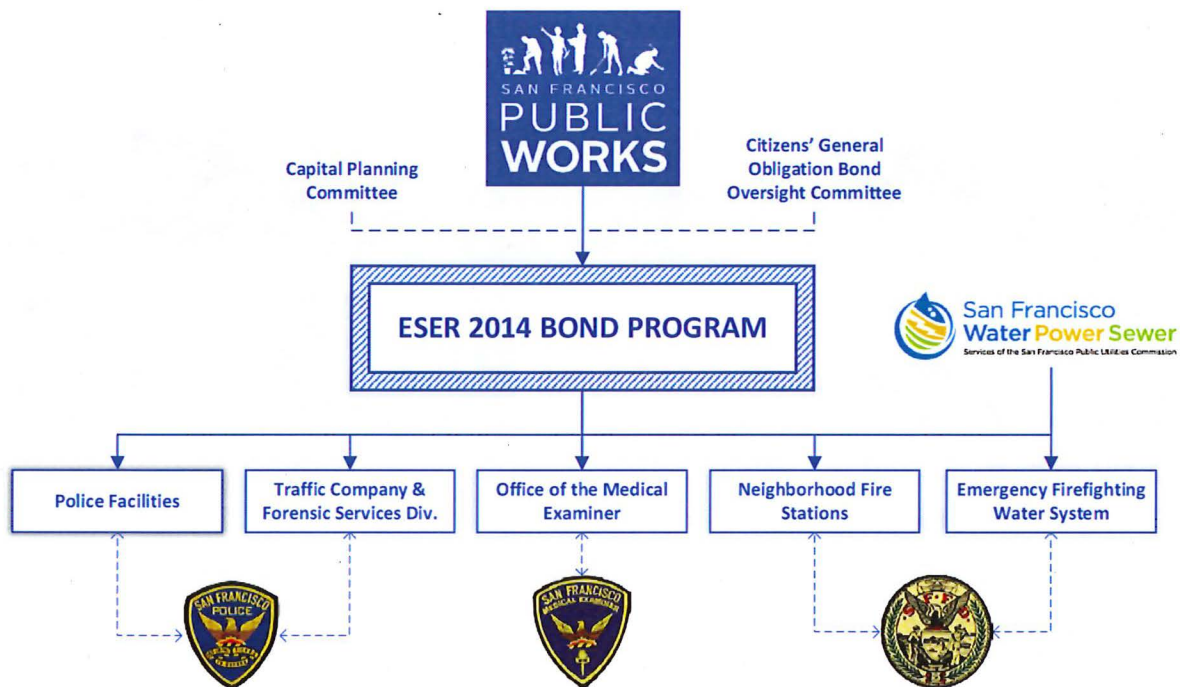 SAN FRANCISCO
PUBLIC
WORKS
Capital Planning
Committee
Citizens' General
Obligation Bond
Oversight Committee
ESER 2014 BOND PROGRAM
San Francisco
Water Power Sewer
Services of the San Francisco Public Utilities Commission
Police Facilities
Traffic Company &
Forensic Services Div.
Office of the Medical
Examiner
Neighborhood Fire
Stations
Emergency Firefighting
Water System
SAN FRANCISCO
POLICE
SAN FRANCISCO
MEDICAL EXAMINER
S.F.F.D